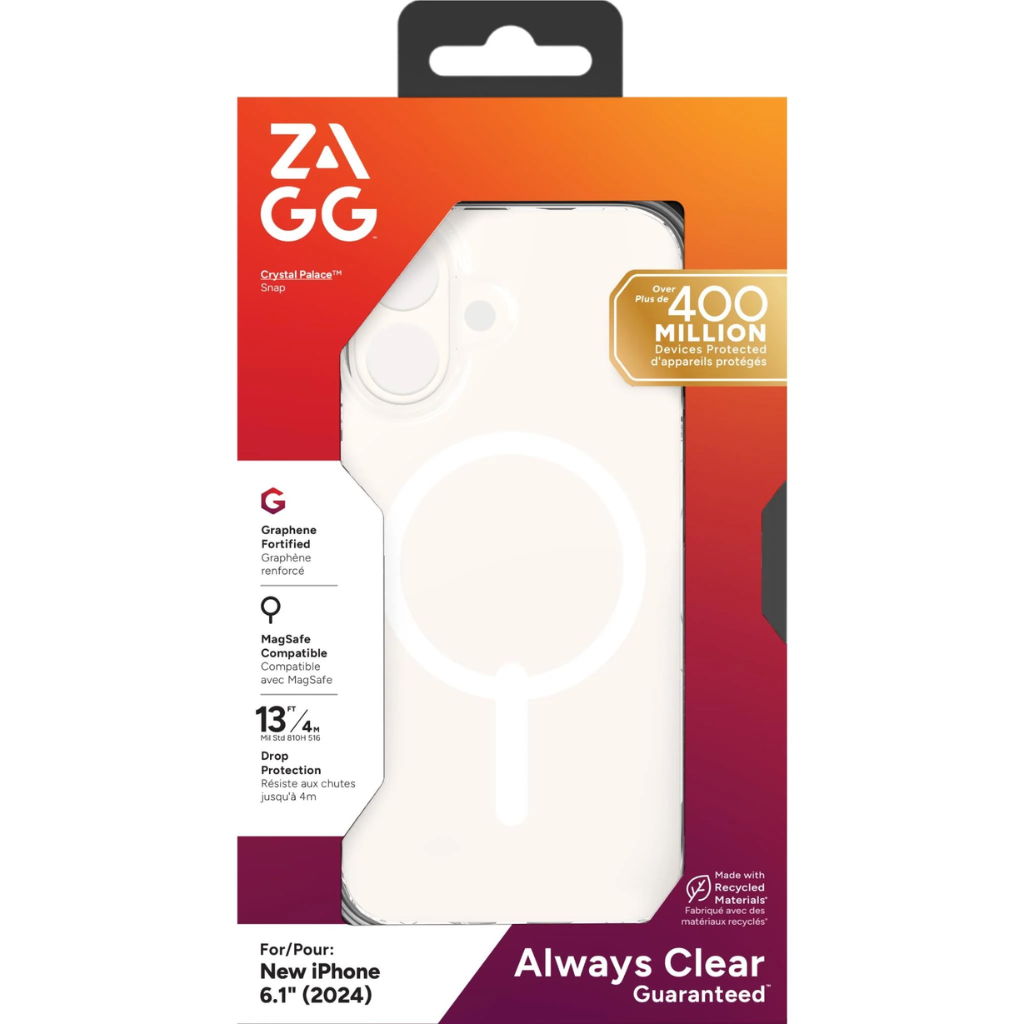 ZAGG™
Crystal Palace™
Snap
Over
Plus de
400
MILLION
Devices Protected
d'appareils protégés
G
Graphene
Fortified
Graphène
renforcé
MagSafe
Compatible
Compatible
avec MagSafe
13FT/4M
Mil Std 810H 516
Drop
Protection
Résiste aux chutes
jusqu'à 4m
Made with
Recycled
Materials*
Fabriqué avec des
matériaux recyclés*
For/Pour:
New iPhone
6.1" (2024)
Always Clear
Guaranteed™